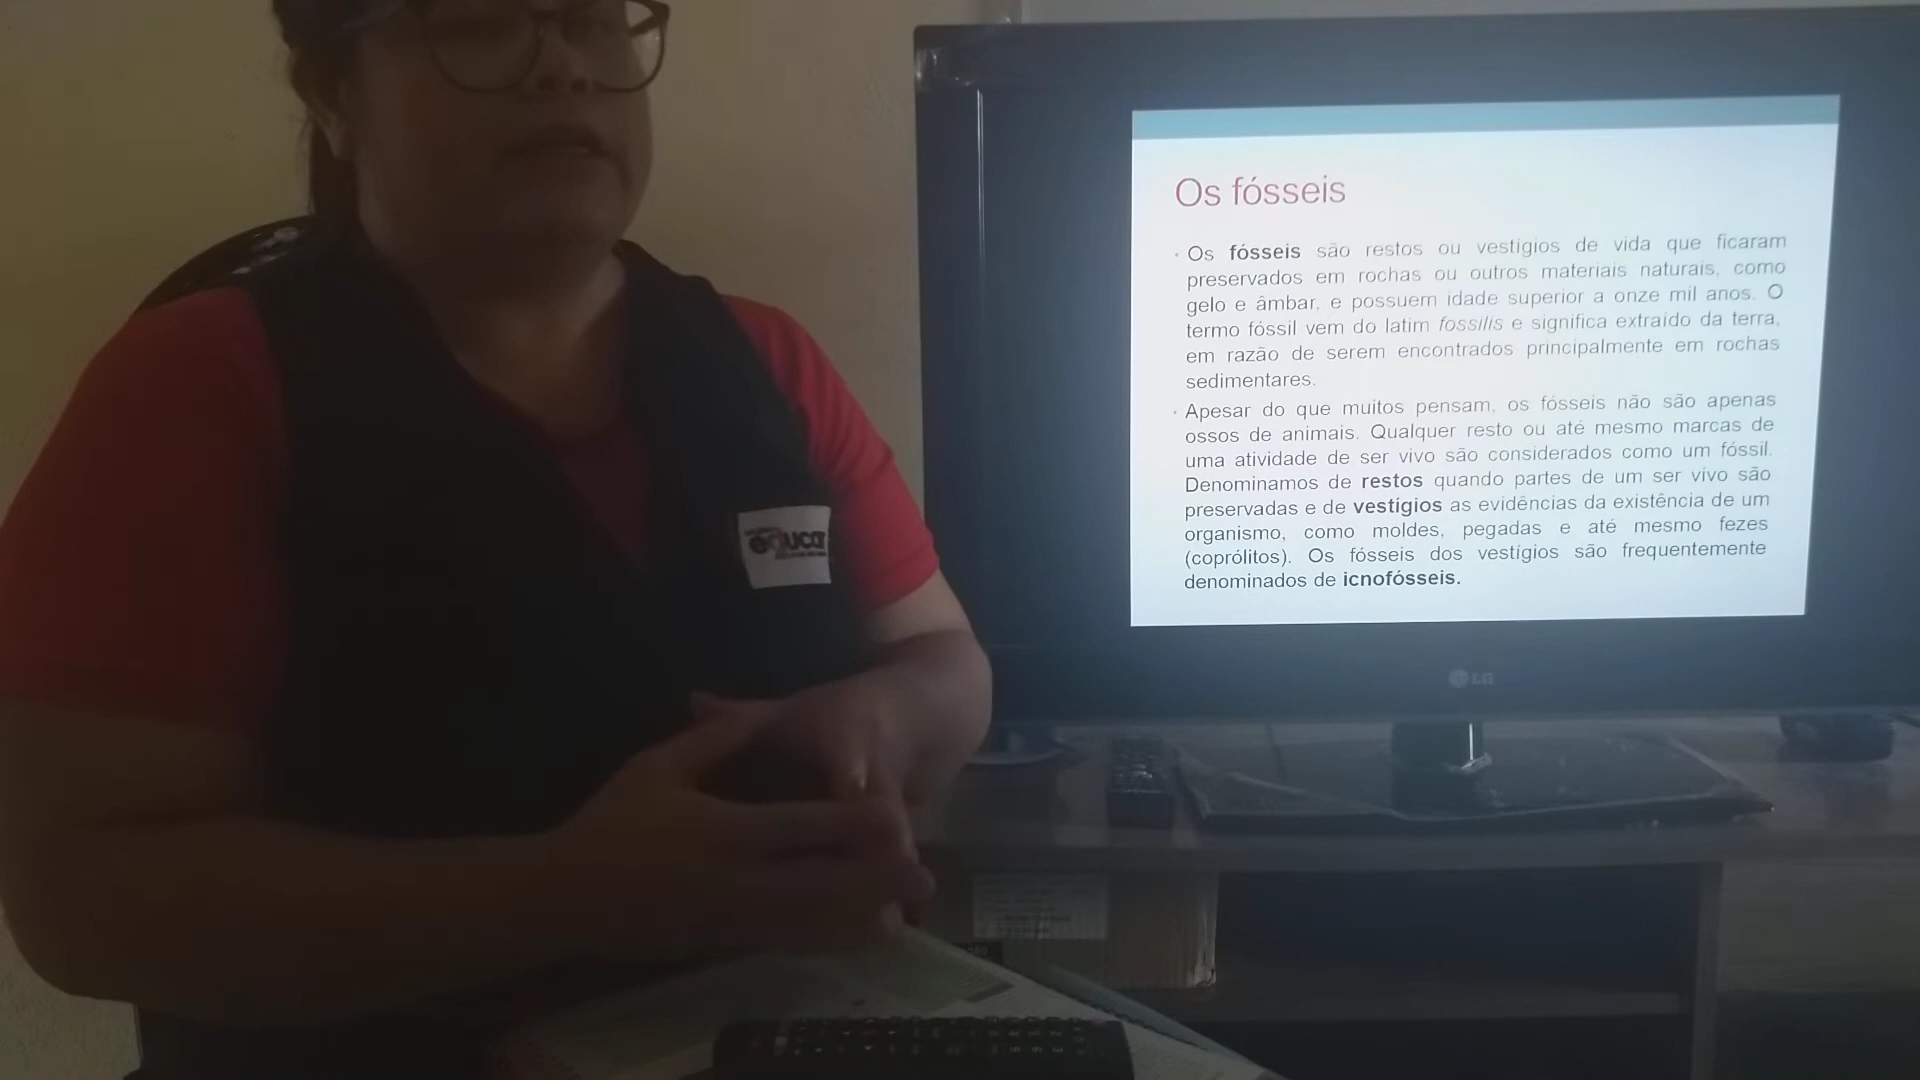 Os fósseis
Os fósseis são restos ou vestígios de vida que ficaram
preservados em rochas ou outros materiais naturais, como
gelo e âmbar, e possuem idade superior a onze mil anos. O
termo fóssil vem do latim fossilis e significa extraído da terra,
em razão de serem encontrados principalmente em rochas
sedimentares.
Apesar do que muitos pensam, os fósseis não são apenas
ossos de animais. Qualquer resto ou até mesmo marcas de
uma atividade de ser vivo são considerados como um fóssil.
Denominamos de restos quando partes de um ser vivo são
preservadas e de vestígios as evidências da existência de um
organismo, como moldes, pegadas e até mesmo fezes
(coprólitos). Os fósseis dos vestígios são frequentemente
denominados de icnofósseis.
LG
educar